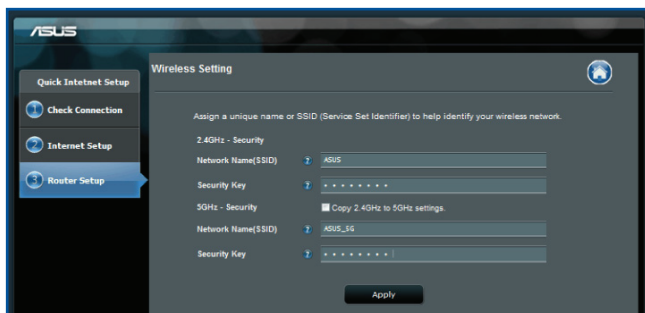 ASUS
Quick Intetnet Setup
1 Check Connection
2 Internet Setup
3 Router Setup
Wireless Setting
Assign a unique name or SSID (Service Set Identifier) to help identify your wireless network.
2.4GHz - Security
Network Name(SSID) ? ASUS
Security Key ? • • • • • • • •
5GHz - Security Copy 2.4GHz to 5GHz settings.
Network Name(SSID) ? ASUS_5G
Security Key ? • • • • • • • •
Apply